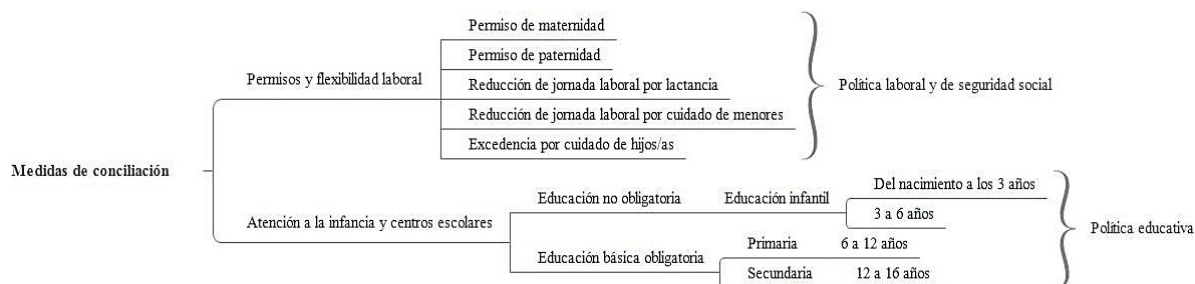 Medidas de conciliación
Permisos y flexibilidad laboral
Permiso de maternidad
Permiso de paternidad
Reducción de jornada laboral por lactancia
Reducción de jornada laboral por cuidado de menores
Excedencia por cuidado de hijos/as
Política laboral y de seguridad social
Atención a la infancia y centros escolares
Educación no obligatoria
Educación infantil
Del nacimiento a los 3 años
3 a 6 años
Educación básica obligatoria
Primaria 6 a 12 años
Secundaria 12 a 16 años
Política educativa